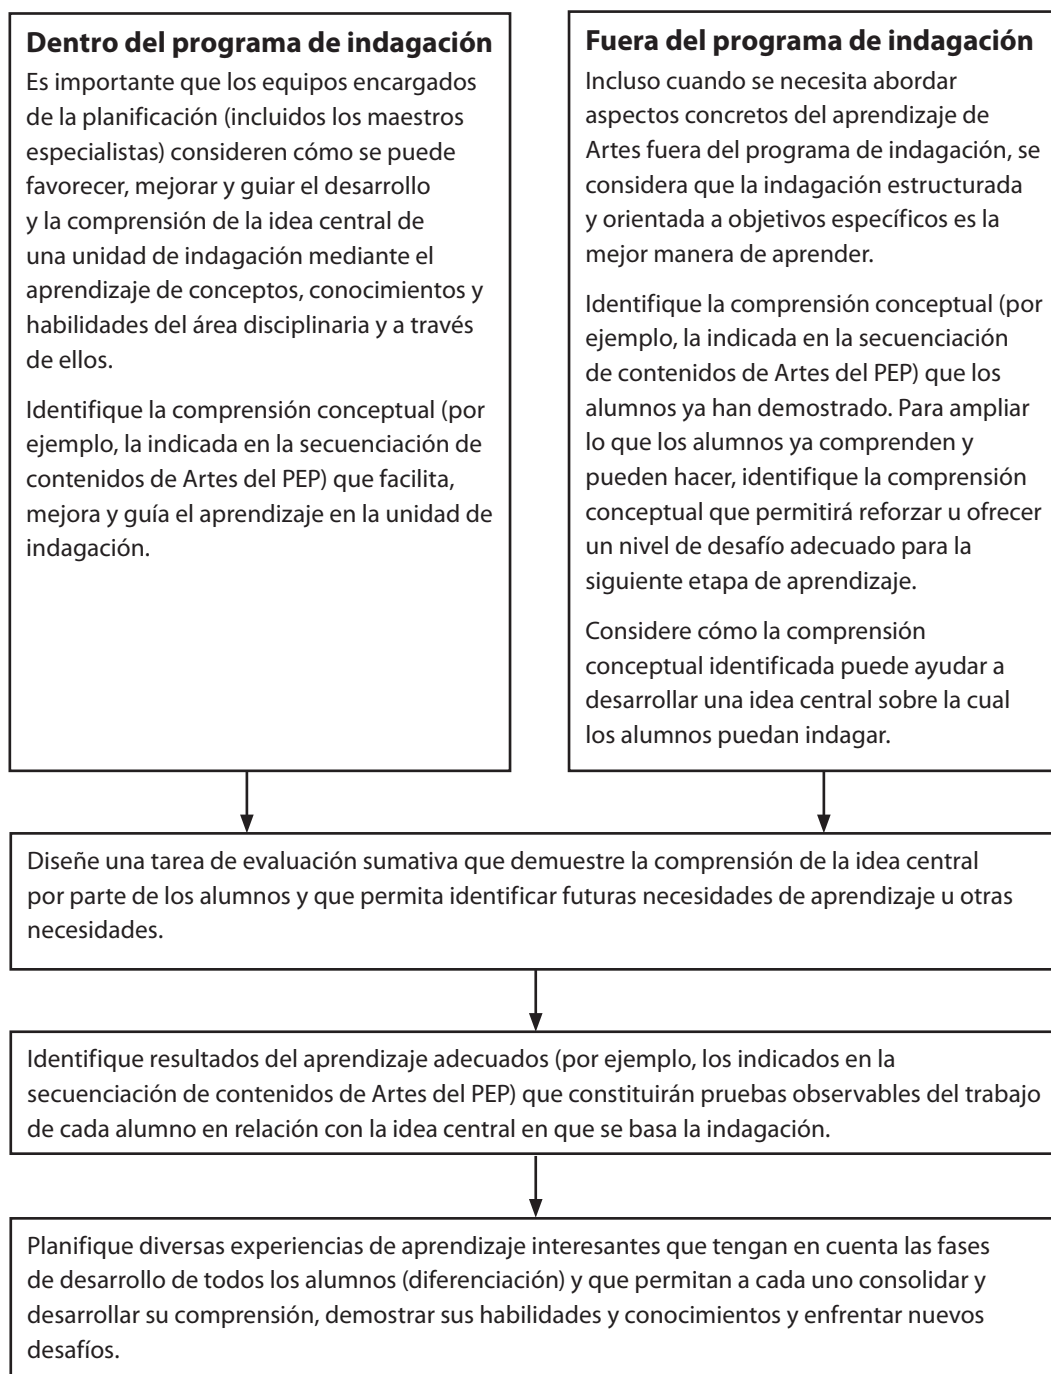 Dentro del programa de indagación
Es importante que los equipos encargados
de la planificación (incluidos los maestros
especialistas) consideren cómo se puede
favorecer, mejorar y guiar el desarrollo
y la comprensión de la idea central de
una unidad de indagación mediante el
aprendizaje de conceptos, conocimientos y
habilidades del área disciplinaria y a través
de ellos.
Identifique la comprensión conceptual (por
ejemplo, la indicada en la secuenciación de
contenidos de Artes del PEP) que facilita,
mejora y guía el aprendizaje en la unidad de
indagación.
Fuera del programa de indagación
Incluso cuando se necesita abordar
aspectos concretos del aprendizaje de
Artes fuera del programa de indagación, se
considera que la indagación estructurada
y orientada a objetivos específicos es la
mejor manera de aprender.
Identifique la comprensión conceptual (por
ejemplo, la indicada en la secuenciación
de contenidos de Artes del PEP) que los
alumnos ya han demostrado. Para ampliar
lo que los alumnos ya comprenden y
pueden hacer, identifique la comprensión
conceptual que permitirá reforzar u ofrecer
un nivel de desafío adecuado para la
siguiente etapa de aprendizaje.
Considere cómo la comprensión
conceptual identificada puede ayudar a
desarrollar una idea central sobre la cual
los alumnos puedan indagar.
Diseñe una tarea de evaluación sumativa que demuestre la comprensión de la idea central
por parte de los alumnos y que permita identificar futuras necesidades de aprendizaje u otras
necesidades.
Identifique resultados del aprendizaje adecuados (por ejemplo, los indicados en la
secuenciación de contenidos de Artes del PEP) que constituirán pruebas observables del trabajo
de cada alumno en relación con la idea central en que se basa la indagación.
Planifique diversas experiencias de aprendizaje interesantes que tengan en cuenta las fases
de desarrollo de todos los alumnos (diferenciación) y que permitan a cada uno consolidar y
desarrollar su comprensión, demostrar sus habilidades y conocimientos y enfrentar nuevos
desafíos.